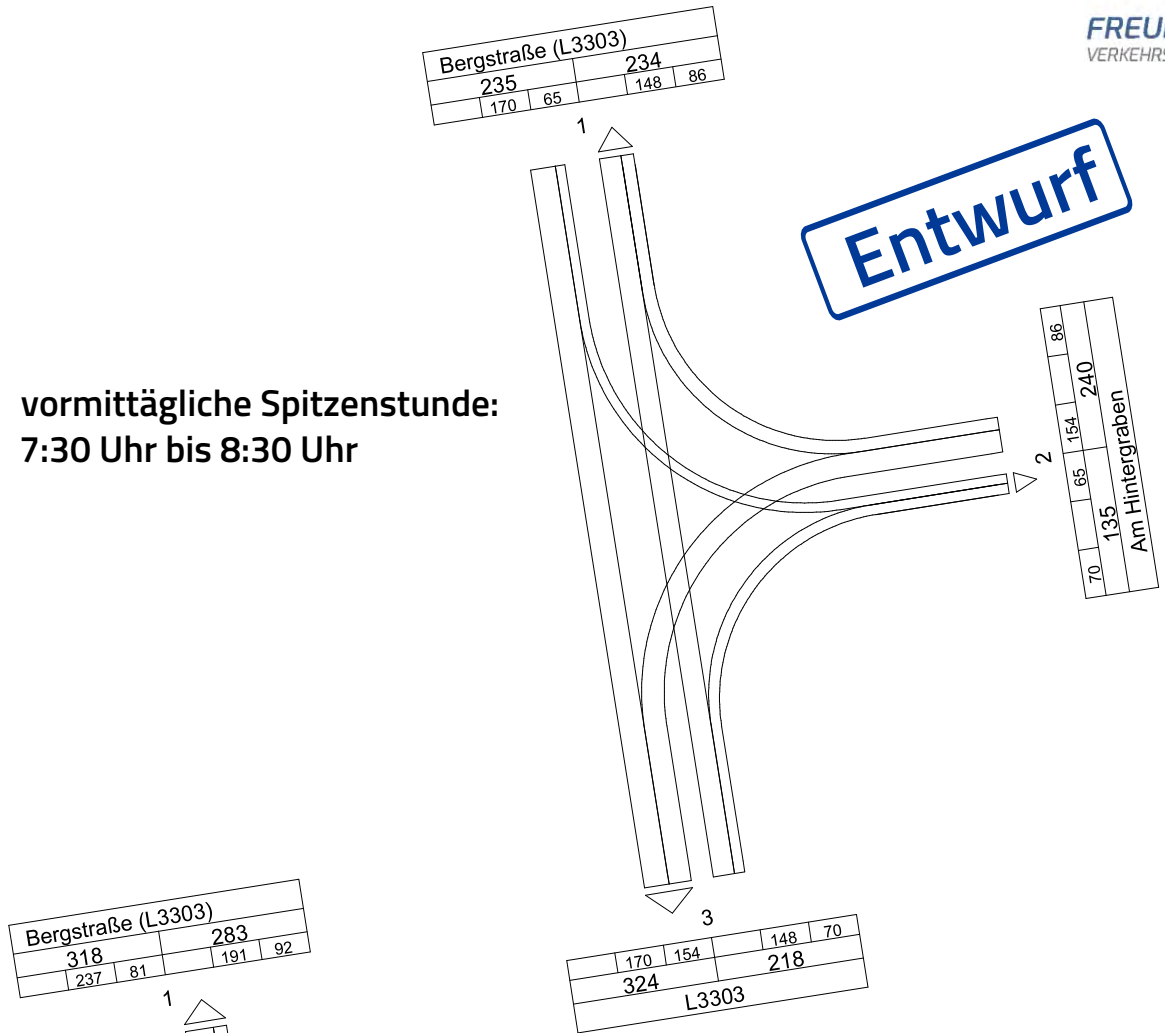 Bergstraße (L3303)
235 234
170 65 148 86
1
Entwurf
vormittägliche Spitzenstunde:
7:30 Uhr bis 8:30 Uhr
86 154 65 70
240 135
Am Hintergraben
2
3
170 154 148 70
324 218
L3303
Bergstraße (L3303)
318 283
237 81 191 92
1